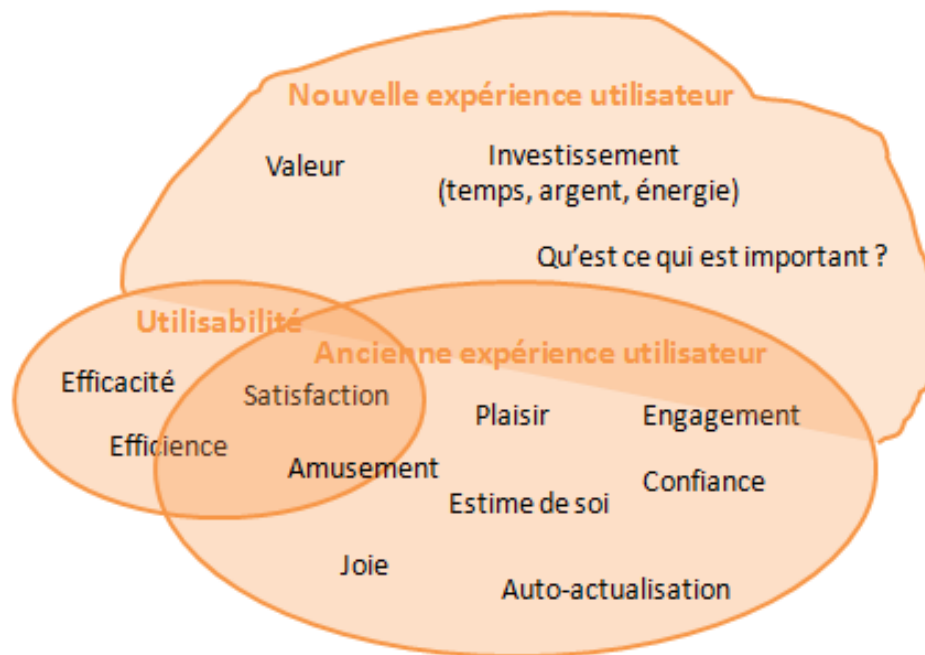 Nouvelle expérience utilisateur
Valeur
Investissement
(temps, argent, énergie)
Qu’est ce qui est important ?
Utilisabilité
Ancienne expérience utilisateur
Efficacité
Satisfaction
Plaisir
Engagement
Efficience
Amusement
Confiance
Estime de soi
Joie
Auto-actualisation